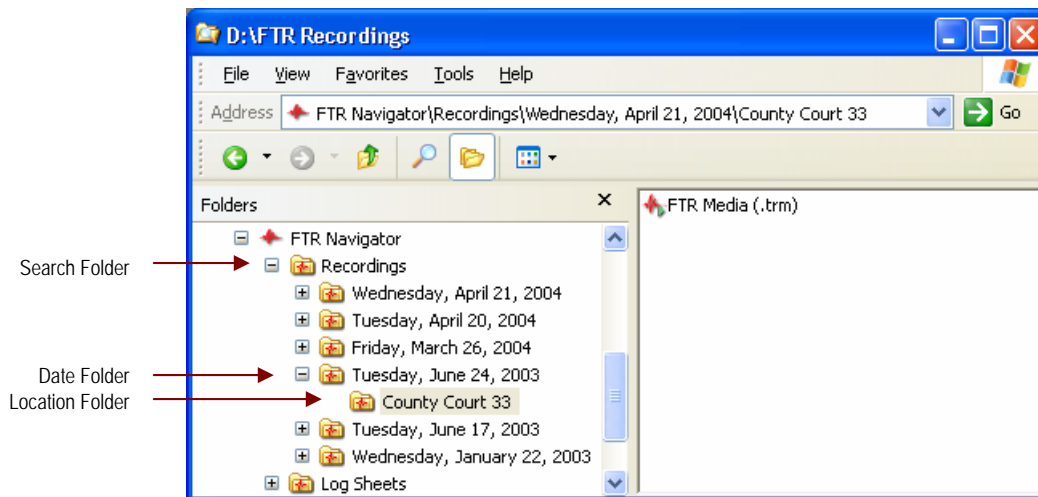 D:\FTR Recordings
File View Favorites Tools Help
Address FTR Navigator\Recordings\Wednesday, April 21, 2004\County Court 33 Go
Folders
FTR Media (.trm)
FTR Navigator
Search Folder
Recordings
Wednesday, April 21, 2004
Tuesday, April 20, 2004
Friday, March 26, 2004
Date Folder
Tuesday, June 24, 2003
Location Folder
County Court 33
Tuesday, June 17, 2003
Wednesday, January 22, 2003
Log Sheets